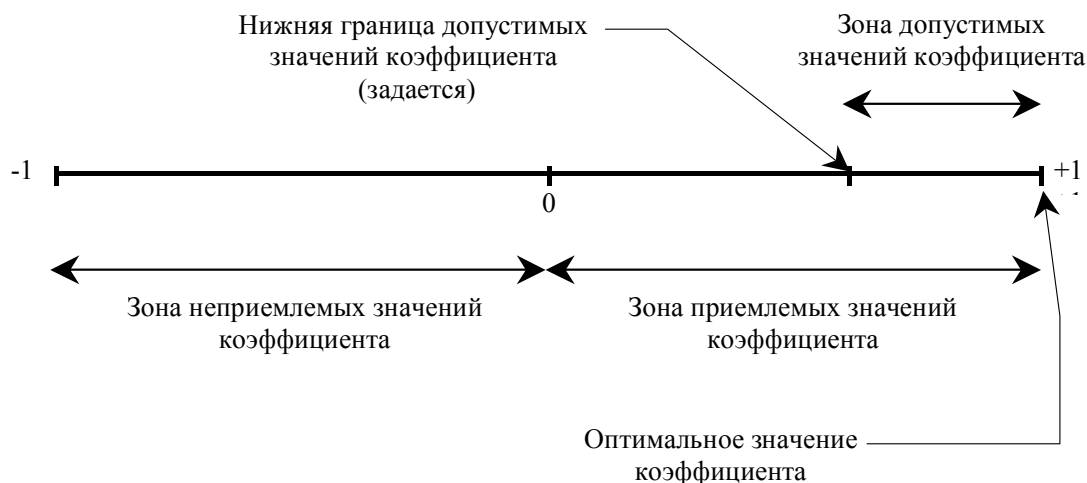 Нижняя граница допустимых
значений коэффициента
(задается)
Зона допустимых
значений коэффициента
-1
0
+1
Зона неприемлемых значений
коэффициента
Зона приемлемых значений
коэффициента
Оптимальное значение
коэффициента